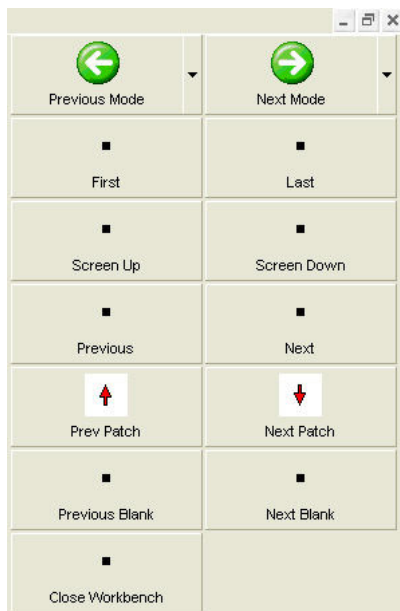 Previous Mode
Next Mode
First
Last
Screen Up
Screen Down
Previous
Next
Prev Patch
Next Patch
Previous Blank
Next Blank
Close Workbench